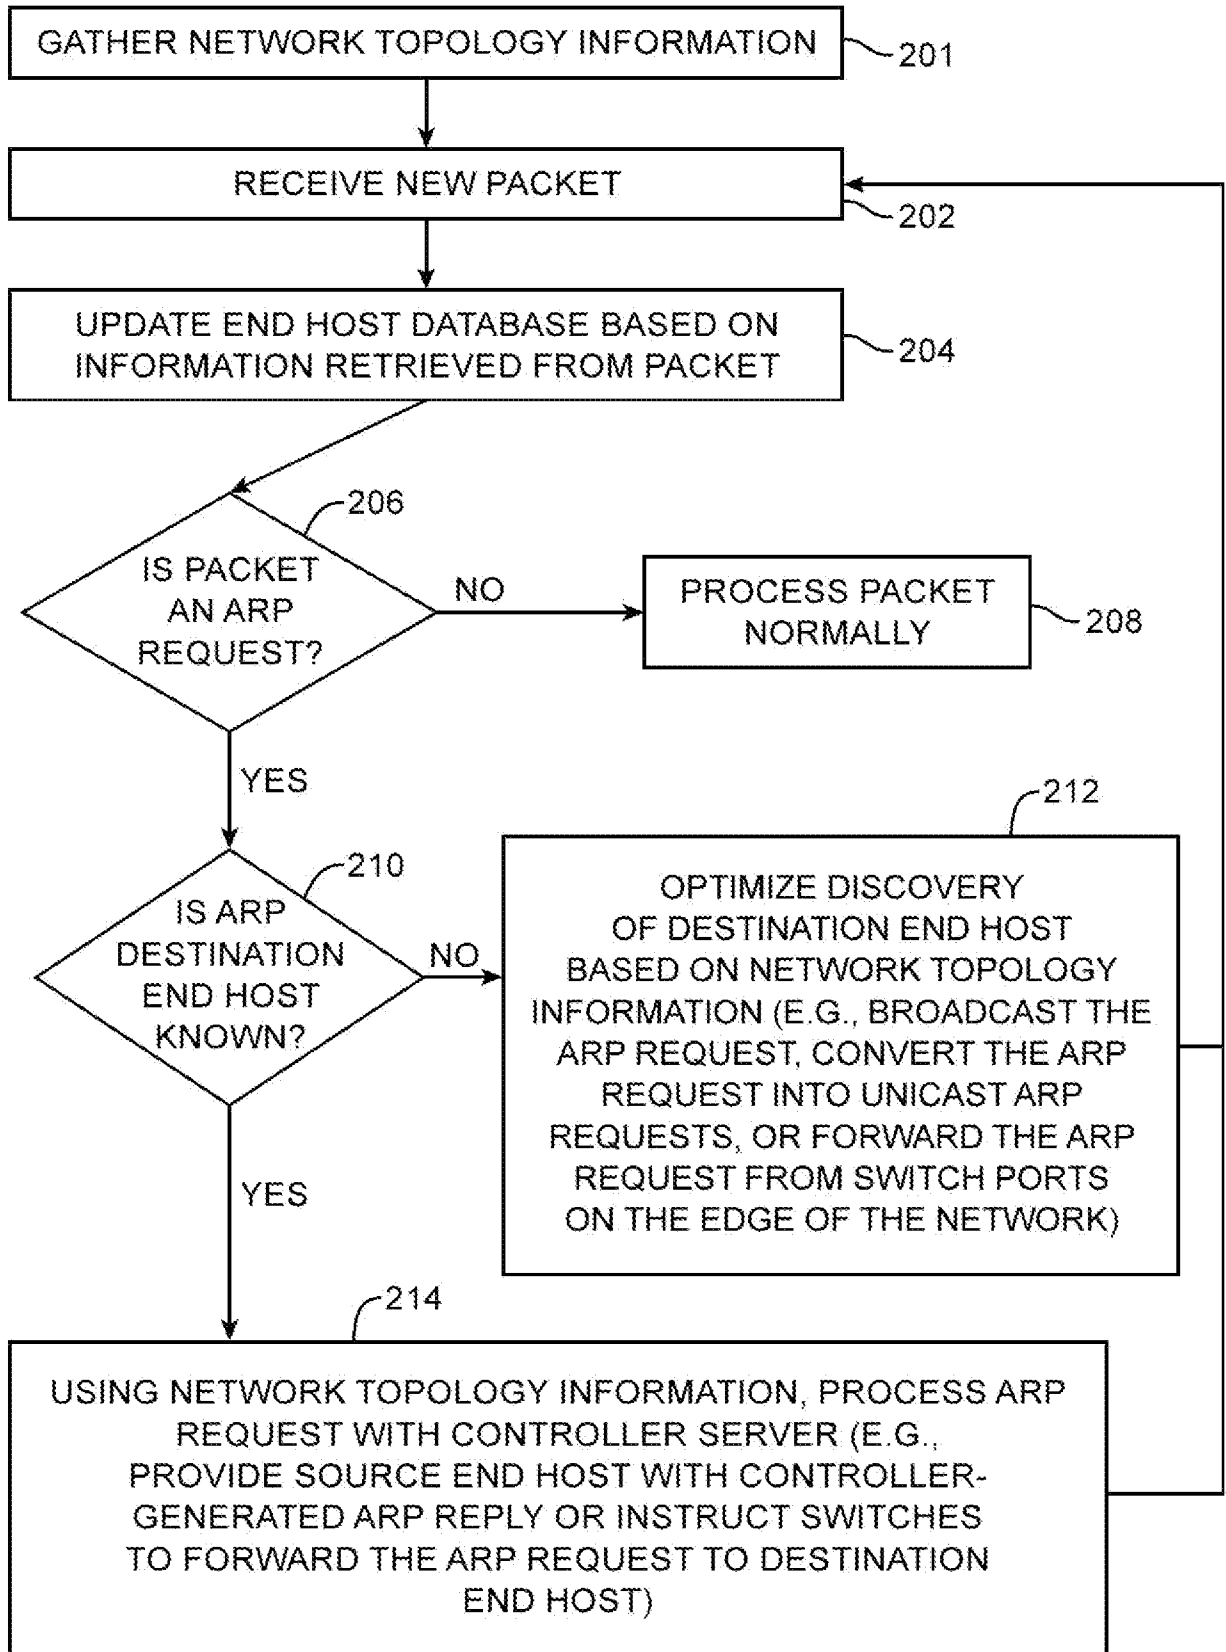 GATHER NETWORK TOPOLOGY INFORMATION
201
RECEIVE NEW PACKET
202
UPDATE END HOST DATABASE BASED ON
INFORMATION RETRIEVED FROM PACKET
204
206
IS PACKET
AN ARP
REQUEST?
NO
PROCESS PACKET
NORMALLY
208
YES
210
IS ARP
DESTINATION
END HOST
KNOWN?
NO
212
OPTIMIZE DISCOVERY
OF DESTINATION END HOST
BASED ON NETWORK TOPOLOGY
INFORMATION (E.G., BROADCAST THE
ARP REQUEST, CONVERT THE ARP
REQUEST INTO UNICAST ARP
REQUESTS, OR FORWARD THE ARP
REQUEST FROM SWITCH PORTS
ON THE EDGE OF THE NETWORK)
YES
214
USING NETWORK TOPOLOGY INFORMATION, PROCESS ARP
REQUEST WITH CONTROLLER SERVER (E.G.,
PROVIDE SOURCE END HOST WITH CONTROLLER-
GENERATED ARP REPLY OR INSTRUCT SWITCHES
TO FORWARD THE ARP REQUEST TO DESTINATION
END HOST)